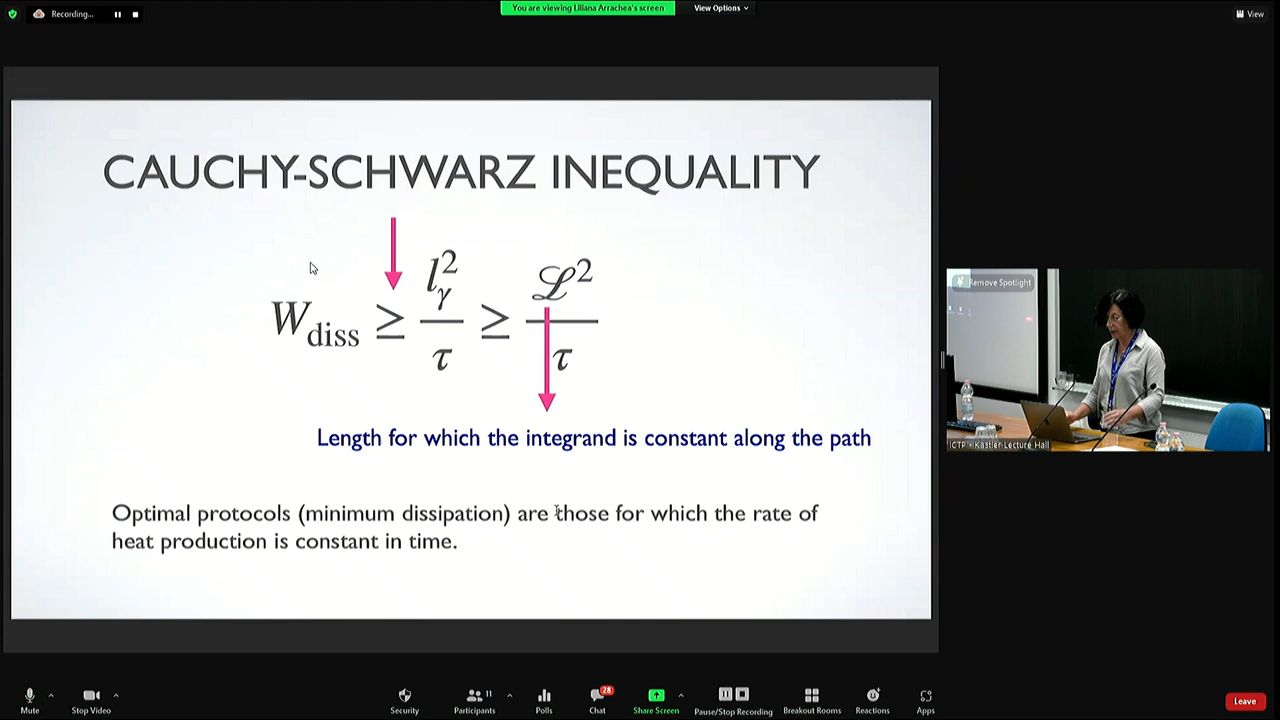 Recording...
You are viewing Liliana Arrachea's screen
View Options
View
CAUCHY-SCHWARZ INEQUALITY
W_diss ≥ l_γ^2 / τ ≥ ℒ^2 / τ
Length for which the integrand is constant along the path
Optimal protocols (minimum dissipation) are those for which the rate of
heat production is constant in time.
Remove Spotlight
ICTP - Kastler Lecture Hall
Mute
Stop Video
Security
Participants
11
Polls
Chat
28
Share Screen
Pause/Stop Recording
Breakout Rooms
Reactions
Apps
Leave